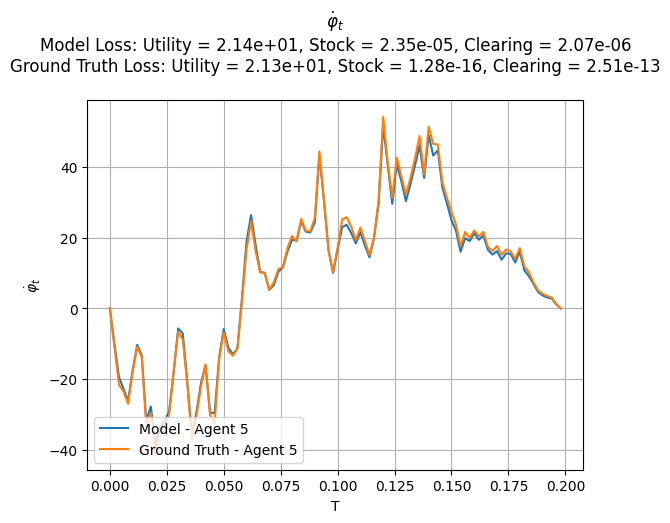 φ̇ₜ
Model Loss: Utility = 2.14e+01, Stock = 2.35e-05, Clearing = 2.07e-06
Ground Truth Loss: Utility = 2.13e+01, Stock = 1.28e-16, Clearing = 2.51e-13
40
20
0
−20
−40
φ̇ₜ
Model - Agent 5
Ground Truth - Agent 5
0.000 0.025 0.050 0.075 0.100 0.125 0.150 0.175 0.200
T